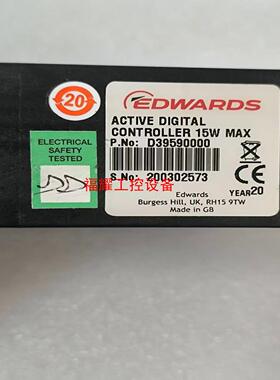 20
EDWARDS
ACTIVE DIGITAL
CONTROLLER 15W MAX
P.No: D39590000
S.No: 200302573
YEAR20
Edwards
Burgess Hill, UK, RH15 9TW
Made in GB
ELECTRICAL
SAFETY
TESTED
福耀工控设备